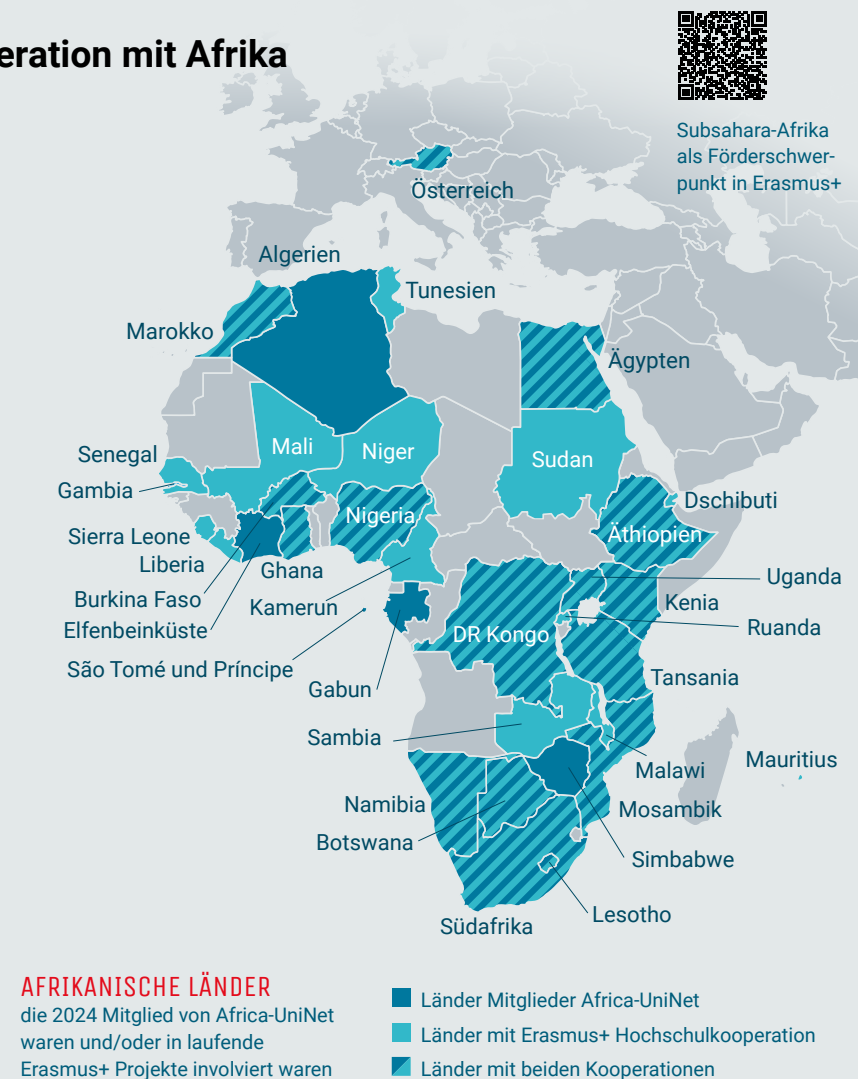 eration mit Afrika
Subsahara-Afrika
als Förderschwer-
punkt in Erasmus+
Österreich
Algerien
Tunesien
Marokko
Ägypten
Mali
Niger
Sudan
Senegal
Gambia
Dschibuti
Nigeria
Äthiopien
Sierra Leone
Liberia
Ghana
Uganda
Burkina Faso
Kamerun
Kenia
Elfenbeinküste
Ruanda
DR Kongo
São Tomé und Príncipe
Tansania
Gabun
Sambia
Mauritius
Malawi
Namibia
Mosambik
Botswana
Simbabwe
Lesotho
Südafrika
AFRIKANISCHE LÄNDER
die 2024 Mitglied von Africa-UniNet
waren und/oder in laufende
Erasmus+ Projekte involviert waren
Länder Mitglieder Africa-UniNet
Länder mit Erasmus+ Hochschulkooperation
Länder mit beiden Kooperationen